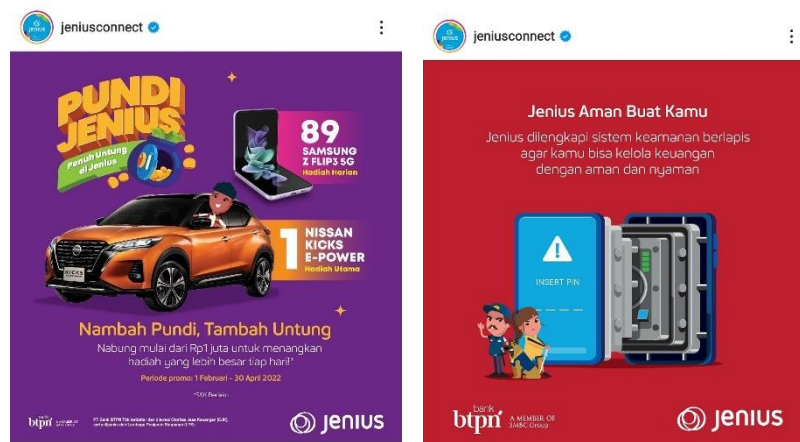 jeniusconnect
PUNDI
JENIUS
Penuh Untung
di Jenius
89
SAMSUNG
Z FLIP3 5G
Hadiah Harian
1
NISSAN
KICKS
E-POWER
Hadiah Utama
KICKS
Nambah Pundi, Tambah Untung
Nabung mulai dari Rp1 juta untuk menangkan
hadiah yang lebih besar tiap hari!*
Periode promo: 1 Februari - 30 April 2022
*S&K Berlaku
bank
btpn
jenius
jeniusconnect
Jenius Aman Buat Kamu
Jenius dilengkapi sistem keamanan berlapis
agar kamu bisa kelola keuangan
dengan aman dan nyaman
INSERT PIN
bank
btpn
A MEMBER OF
SMBC Group
jenius